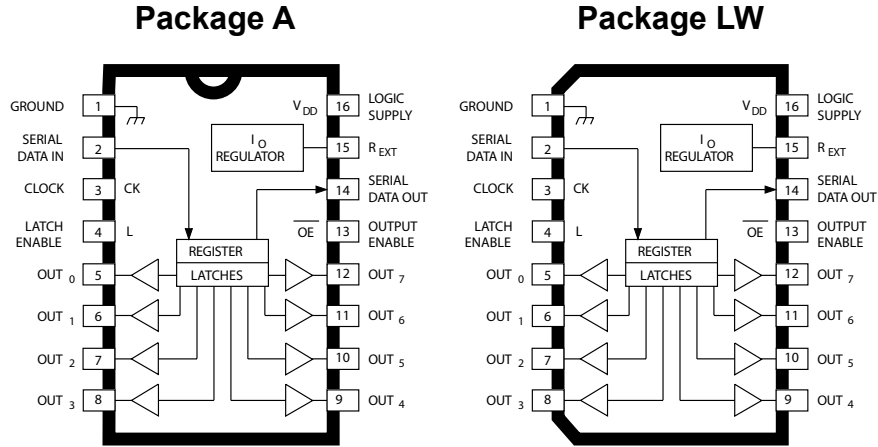 Package A
GROUND 1 V DD 16 LOGIC SUPPLY
SERIAL DATA IN 2 I O REGULATOR 15 R EXT
CLOCK 3 CK 14 SERIAL DATA OUT
LATCH ENABLE 4 L OE 13 OUTPUT ENABLE
REGISTER
OUT 0 5 LATCHES 12 OUT 7
OUT 1 6 11 OUT 6
OUT 2 7 10 OUT 5
OUT 3 8 9 OUT 4
Package LW
GROUND 1 V DD 16 LOGIC SUPPLY
SERIAL DATA IN 2 I O REGULATOR 15 R EXT
CLOCK 3 CK 14 SERIAL DATA OUT
LATCH ENABLE 4 L OE 13 OUTPUT ENABLE
REGISTER
OUT 0 5 LATCHES 12 OUT 7
OUT 1 6 11 OUT 6
OUT 2 7 10 OUT 5
OUT 3 8 9 OUT 4